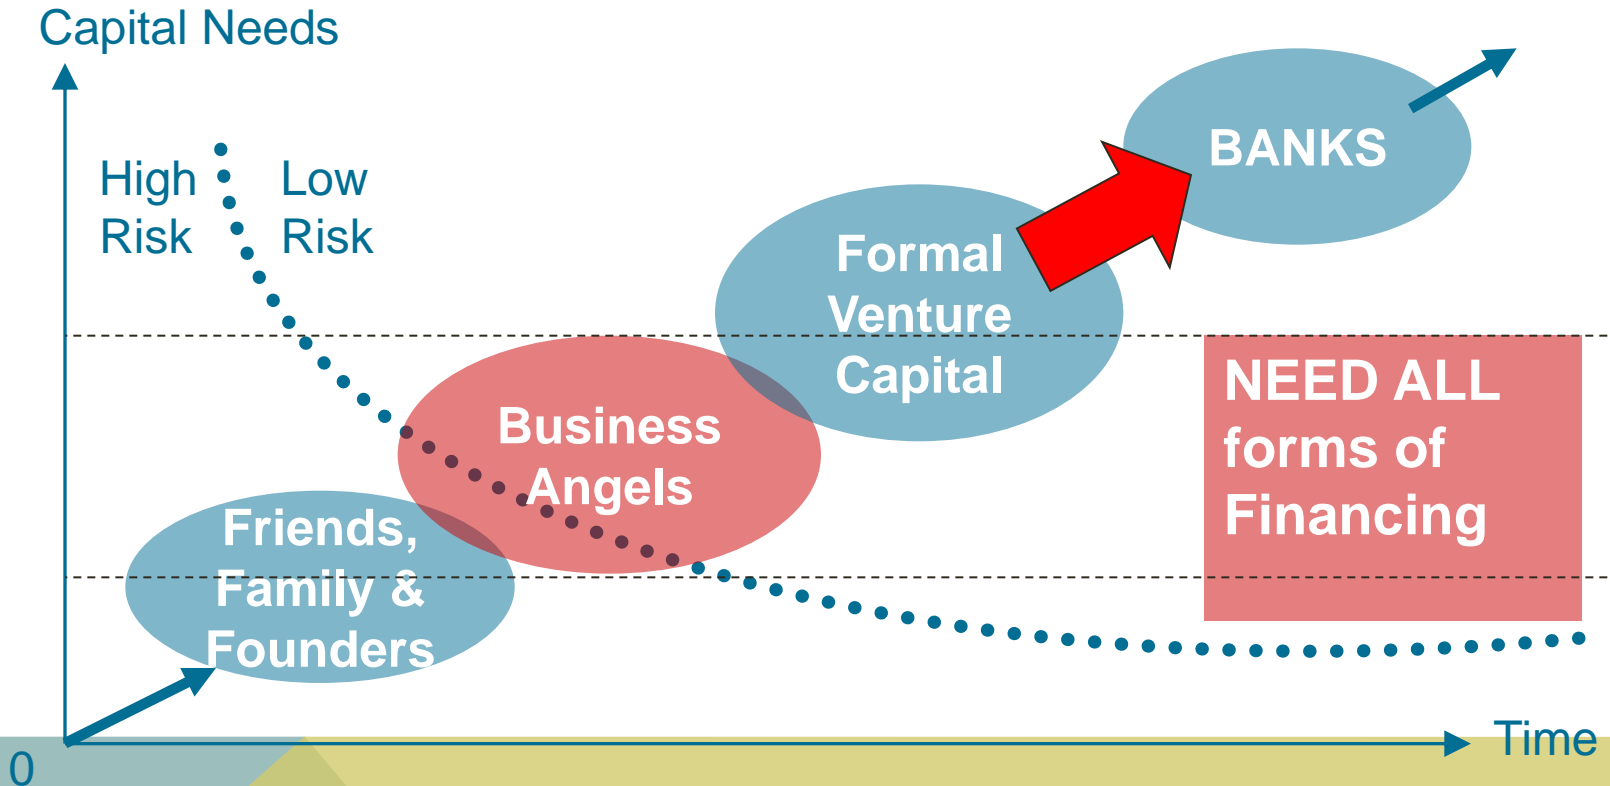 Capital Needs
High
Risk
Low
Risk
BANKS
Formal
Venture
Capital
Business
Angels
NEED ALL
forms of
Financing
Friends,
Family &
Founders
Time
0